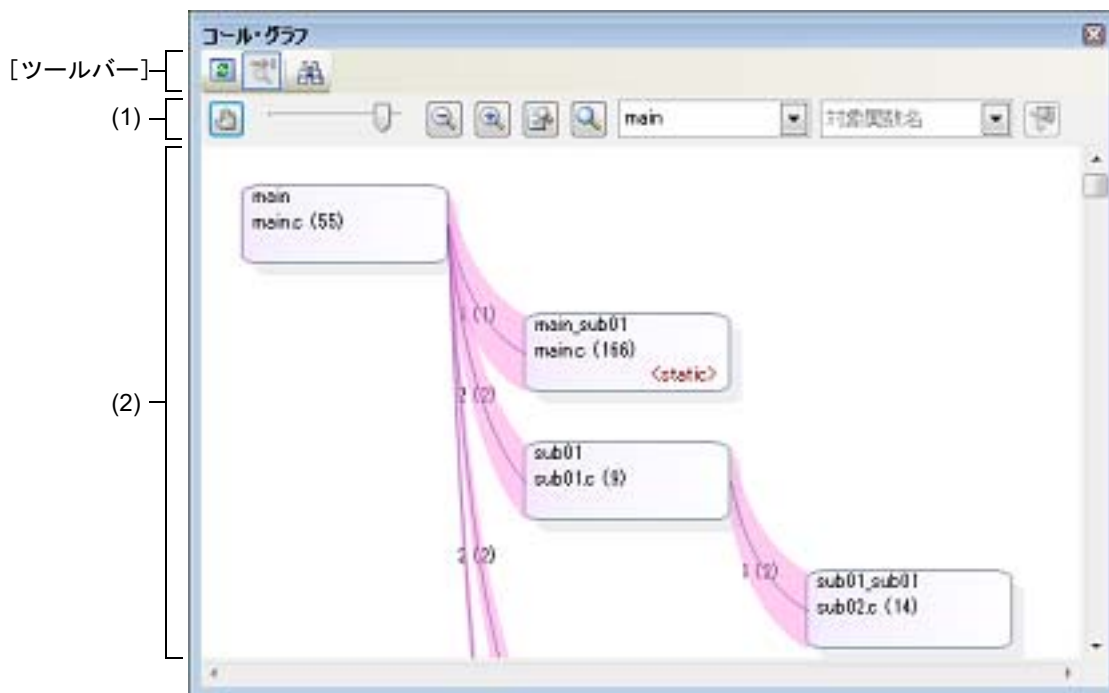 コール・グラフ
[ツールバー]
(1)
main
対象関数名
(2)
main
main.c (55)
1 (1)
main_sub01
main.c (166)
<static>
2 (2)
sub01
sub01.c (9)
2 (2)
1 (2)
sub01_sub01
sub02.c (14)